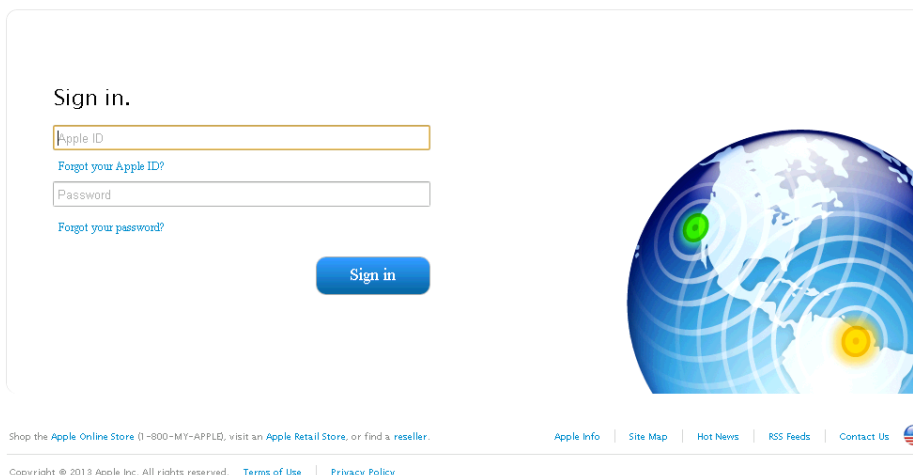 Sign in.
Apple ID
Forgot your Apple ID?
Password
Forgot your password?
Sign in
Shop the Apple Online Store (1-800-MY-APPLE), visit an Apple Retail Store, or find a reseller.
Apple Info | Site Map | Hot News | RSS Feeds | Contact Us
Copyright © 2013 Apple Inc. All rights reserved. Terms of Use | Privacy Policy